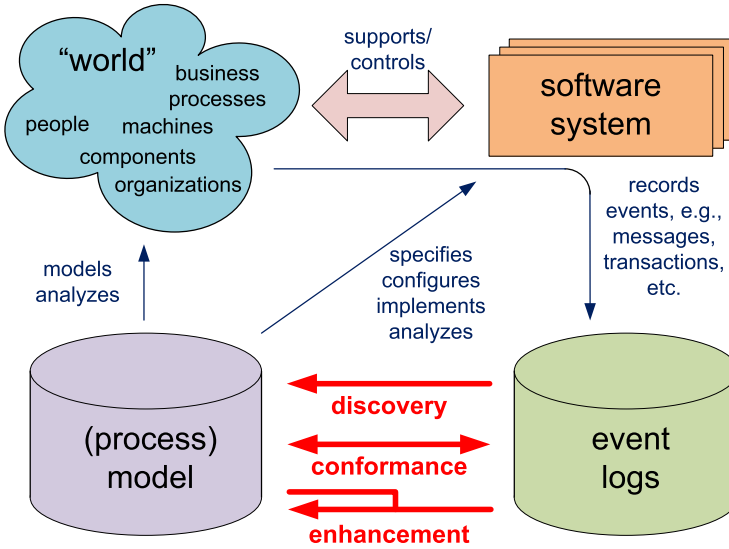 “world”
business
processes
people
machines
components
organizations
supports/
controls
software
system
records
events, e.g.,
messages,
transactions,
etc.
models
analyzes
specifies
configures
implements
analyzes
(process)
model
discovery
conformance
enhancement
event
logs